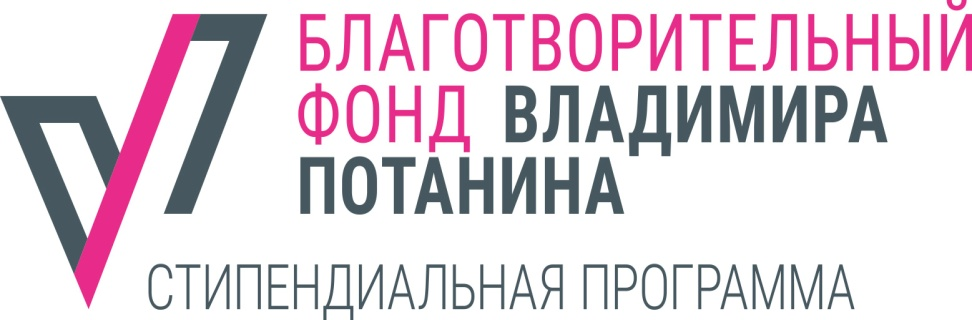 БЛАГОТВОРИТЕЛЬНЫЙ
ФОНД ВЛАДИМИРА
ПОТАНИНА
СТИПЕНДИАЛЬНАЯ ПРОГРАММА